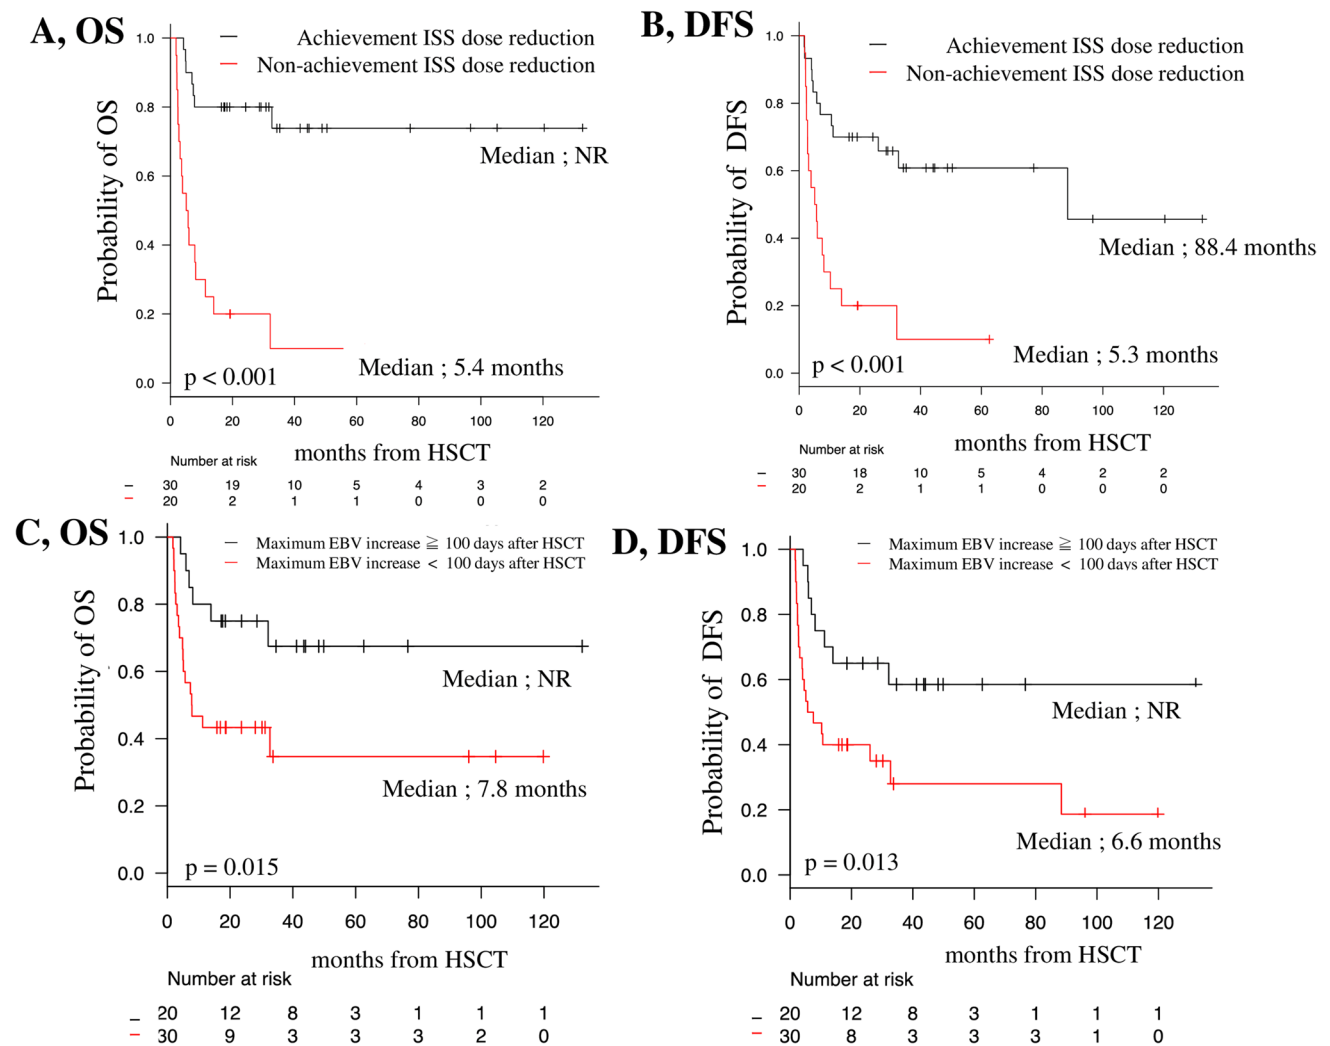 A, OS
Achievement ISS dose reduction
Non-achievement ISS dose reduction
Probability of OS
1.0
0.8
0.6
0.4
0.2
0.0
Median ; NR
Median ; 5.4 months
p < 0.001
0 20 40 60 80 100 120
months from HSCT
Number at risk
30 19 10 5 4 3 2
20 2 1 1 0 0 0
B, DFS
Achievement ISS dose reduction
Non-achievement ISS dose reduction
Probability of DFS
1.0
0.8
0.6
0.4
0.2
0.0
Median ; 88.4 months
Median ; 5.3 months
p < 0.001
0 20 40 60 80 100 120
months from HSCT
Number at risk
30 18 10 5 4 2 2
20 2 1 1 0 0 0
C, OS
Maximum EBV increase ≧ 100 days after HSCT
Maximum EBV increase < 100 days after HSCT
Probability of OS
1.0
0.8
0.6
0.4
0.2
0.0
Median ; NR
Median ; 7.8 months
p = 0.015
0 20 40 60 80 100 120
months from HSCT
Number at risk
20 12 8 3 1 1 1
30 9 3 3 3 2 0
D, DFS
Maximum EBV increase ≧ 100 days after HSCT
Maximum EBV increase < 100 days after HSCT
Probability of DFS
1.0
0.8
0.6
0.4
0.2
0.0
Median ; NR
Median ; 6.6 months
p = 0.013
0 20 40 60 80 100 120
months from HSCT
Number at risk
20 12 8 3 1 1 1
30 8 3 3 3 1 0